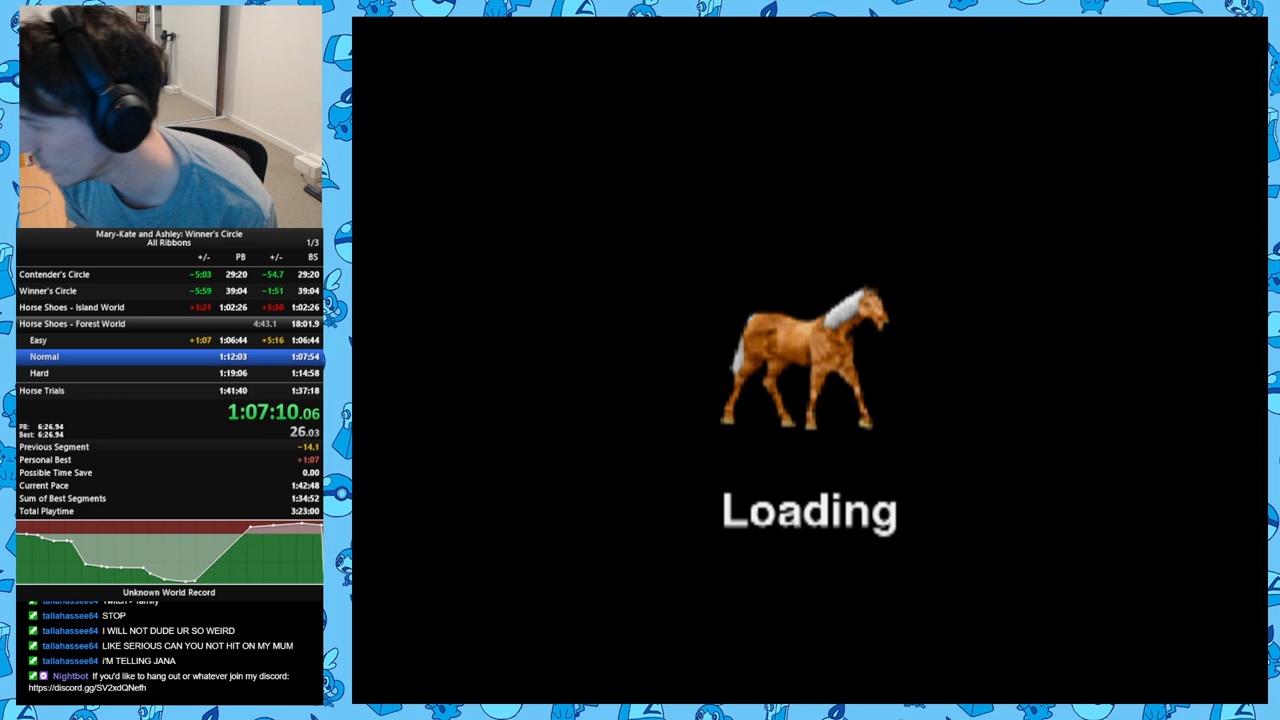 Mary-Kate and Ashley: Winner's Circle
All Ribbons 1/3
+/- PB +/- BS
Contender's Circle −5:03 29:20 −54.7 29:20
Winner's Circle −5:59 39:04 −1:51 39:04
Horse Shoes - Island World +1:21 1:02:26 +5:30 1:02:26
Horse Shoes - Forest World 4:43.1 18:01.9
Easy +1:07 1:06:44 +5:16 1:06:44
Normal 1:12:03 1:07:54
Hard 1:19:06 1:14:58
Horse Trials 1:41:40 1:37:18
1:07:10.06
PB: 6:26.94
Best: 6:26.94
26.03
Previous Segment −14.1
Personal Best +1:07
Possible Time Save 0.00
Current Pace 1:42:48
Sum of Best Segments 1:34:52
Total Playtime 3:23:00
Unknown World Record
tallahassee64 Twitch > family
tallahassee64 STOP
tallahassee64 I WILL NOT DUDE UR SO WEIRD
tallahassee64 LIKE SERIOUS CAN YOU NOT HIT ON MY MUM
tallahassee64 i'M TELLING JANA
Nightbot If you'd like to hang out or whatever join my discord:
https://discord.gg/SV2xdQNefh
Loading